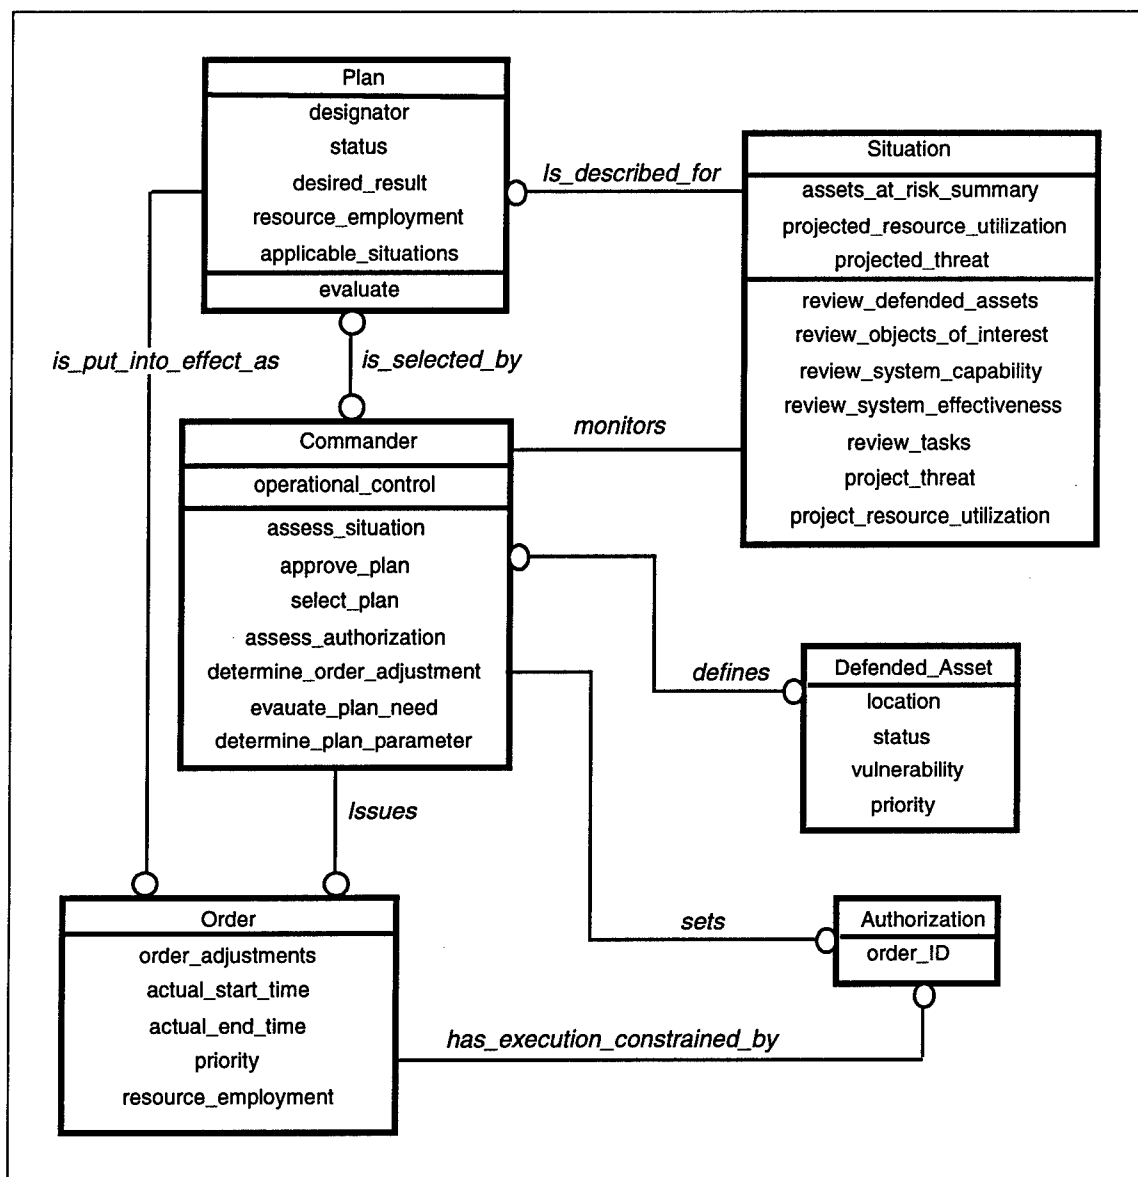 Plan
designator
status
desired_result
resource_employment
applicable_situations
evaluate
Is_described_for
Situation
assets_at_risk_summary
projected_resource_utilization
projected_threat
review_defended_assets
review_objects_of_interest
review_system_capability
review_system_effectiveness
review_tasks
project_threat
project_resource_utilization
is_put_into_effect_as
is_selected_by
Commander
operational_control
assess_situation
approve_plan
select_plan
assess_authorization
determine_order_adjustment
evauate_plan_need
determine_plan_parameter
monitors
defines
Defended_Asset
location
status
vulnerability
priority
Issues
sets
Authorization
order_ID
Order
order_adjustments
actual_start_time
actual_end_time
priority
resource_employment
has_execution_constrained_by